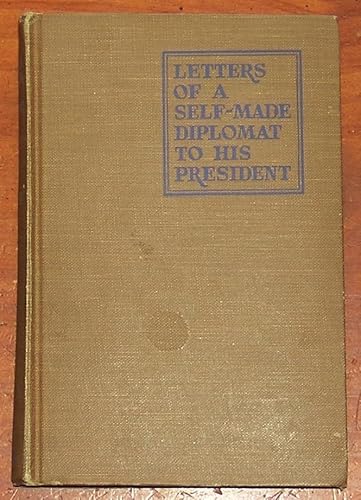 LETTERS
OF A
SELF-MADE
DIPLOMAT
TO HIS
PRESIDENT